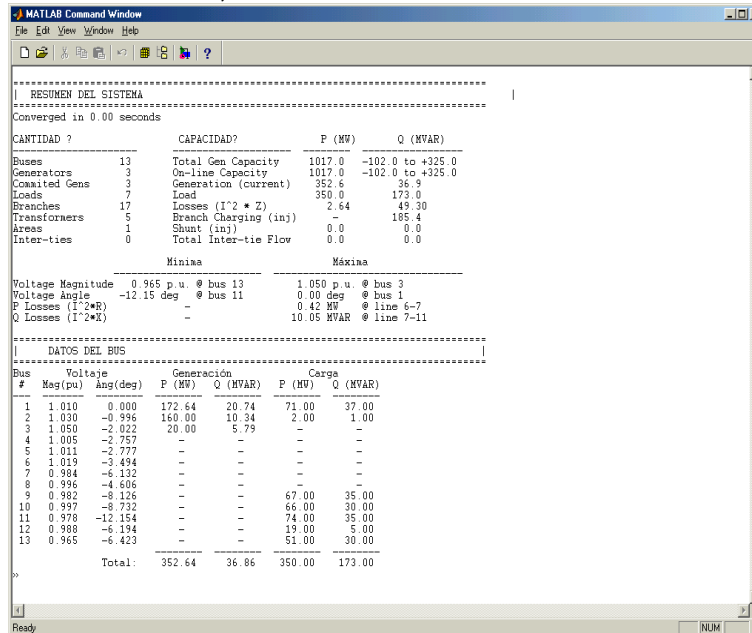 MATLAB Command Window
File Edit View Window Help
================================================================================
| RESUMEN DEL SISTEMA |
================================================================================
Converged in 0.00 seconds
CANTIDAD ? CAPACIDAD? P (MW) Q (MVAR)
Buses 13 Total Gen Capacity 1017.0 -102.0 to +325.0
Generators 3 On-line Capacity 1017.0 -102.0 to +325.0
Commited Gens 3 Generation (current) 352.6 36.9
Loads 7 Load 350.0 173.0
Branches 17 Losses (I^2 * Z) 2.64 49.30
Transformers 5 Branch Charging (inj) - 185.4
Areas 1 Shunt (inj) 0.0 0.0
Inter-ties 0 Total Inter-tie Flow 0.0 0.0
Minima Máxima
Voltage Magnitude 0.965 p.u. @ bus 13 1.050 p.u. @ bus 3
Voltage Angle -12.15 deg @ bus 11 0.00 deg @ bus 1
P Losses (I^2*R) - 0.42 MW @ line 6-7
Q Losses (I^2*X) - 10.05 MVAR @ line 7-11
================================================================================
| DATOS DEL BUS |
================================================================================
Bus Voltaje Generación Carga
# Mag(pu) Ang(deg) P (MW) Q (MVAR) P (MW) Q (MVAR)
1 1.010 0.000 172.64 20.74 71.00 37.00
2 1.030 -0.996 160.00 10.34 2.00 1.00
3 1.050 -2.022 20.00 5.79 - -
4 1.005 -2.757 - - - -
5 1.011 -2.777 - - - -
6 1.019 -3.494 - - - -
7 0.984 -6.132 - - - -
8 0.996 -4.606 - - - -
9 0.982 -8.126 - - 67.00 35.00
10 0.997 -8.732 - - 66.00 30.00
11 0.978 -12.154 - - 74.00 35.00
12 0.988 -6.194 - - 19.00 5.00
13 0.965 -6.423 - - 51.00 30.00
Total: 352.64 36.86 350.00 173.00
»
Ready NUM